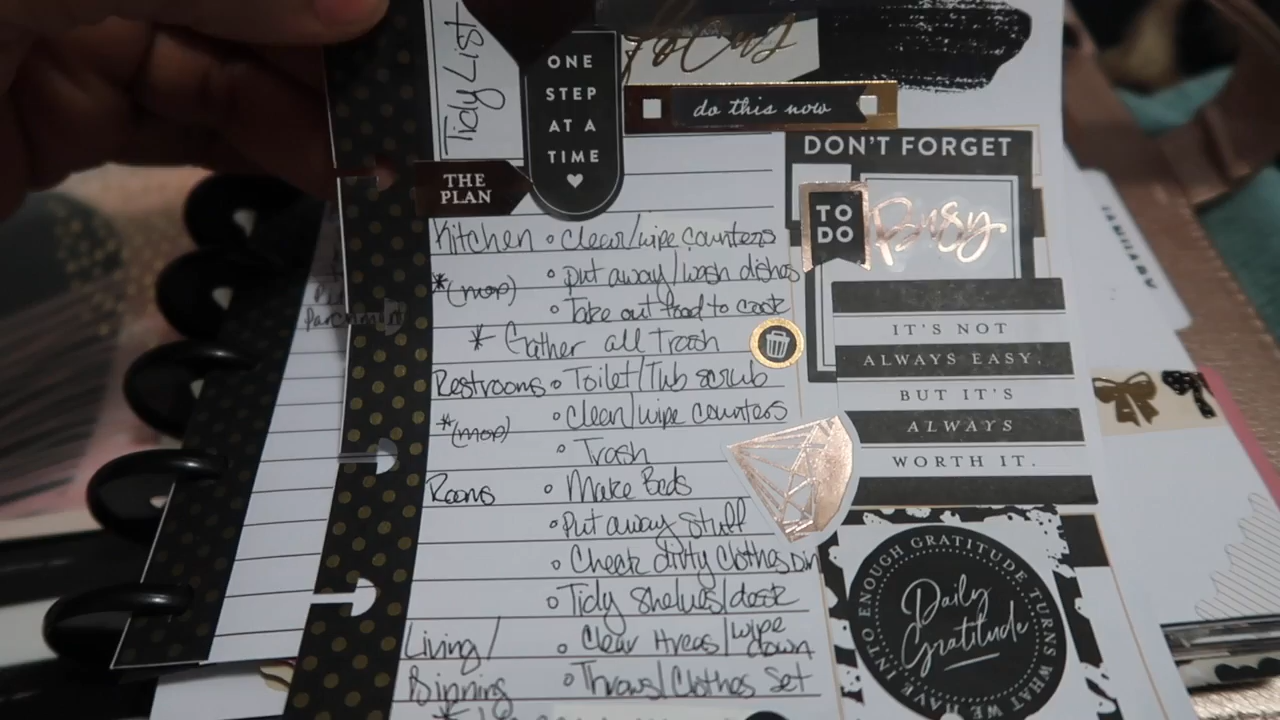 Tidy List
ONE
STEP
AT A
TIME
focus
do this now
THE
PLAN
DON'T FORGET
TO
DO
Busy
Kitchen ◦ Clear/wipe counters
*(mop) ◦ put away/wash dishes
◦ Take out food to cook
* Gather all Trash
Restrooms ◦ Toilet/Tub scrub
*(mop) ◦ Clean/wipe counters
◦ Trash
Rooms ◦ Make Beds
◦ Put away stuff
◦ Check dirty Clothes bin
◦ Tidy shelves/desk
Living/ ◦ Clear Areas/wipe down
Dinning ◦ Throws/Clothes Set
IT'S NOT
ALWAYS EASY,
BUT IT'S
ALWAYS
WORTH IT.
GRATITUDE TURNS WHAT WE HAVE INTO ENOUGH
Daily
Gratitude